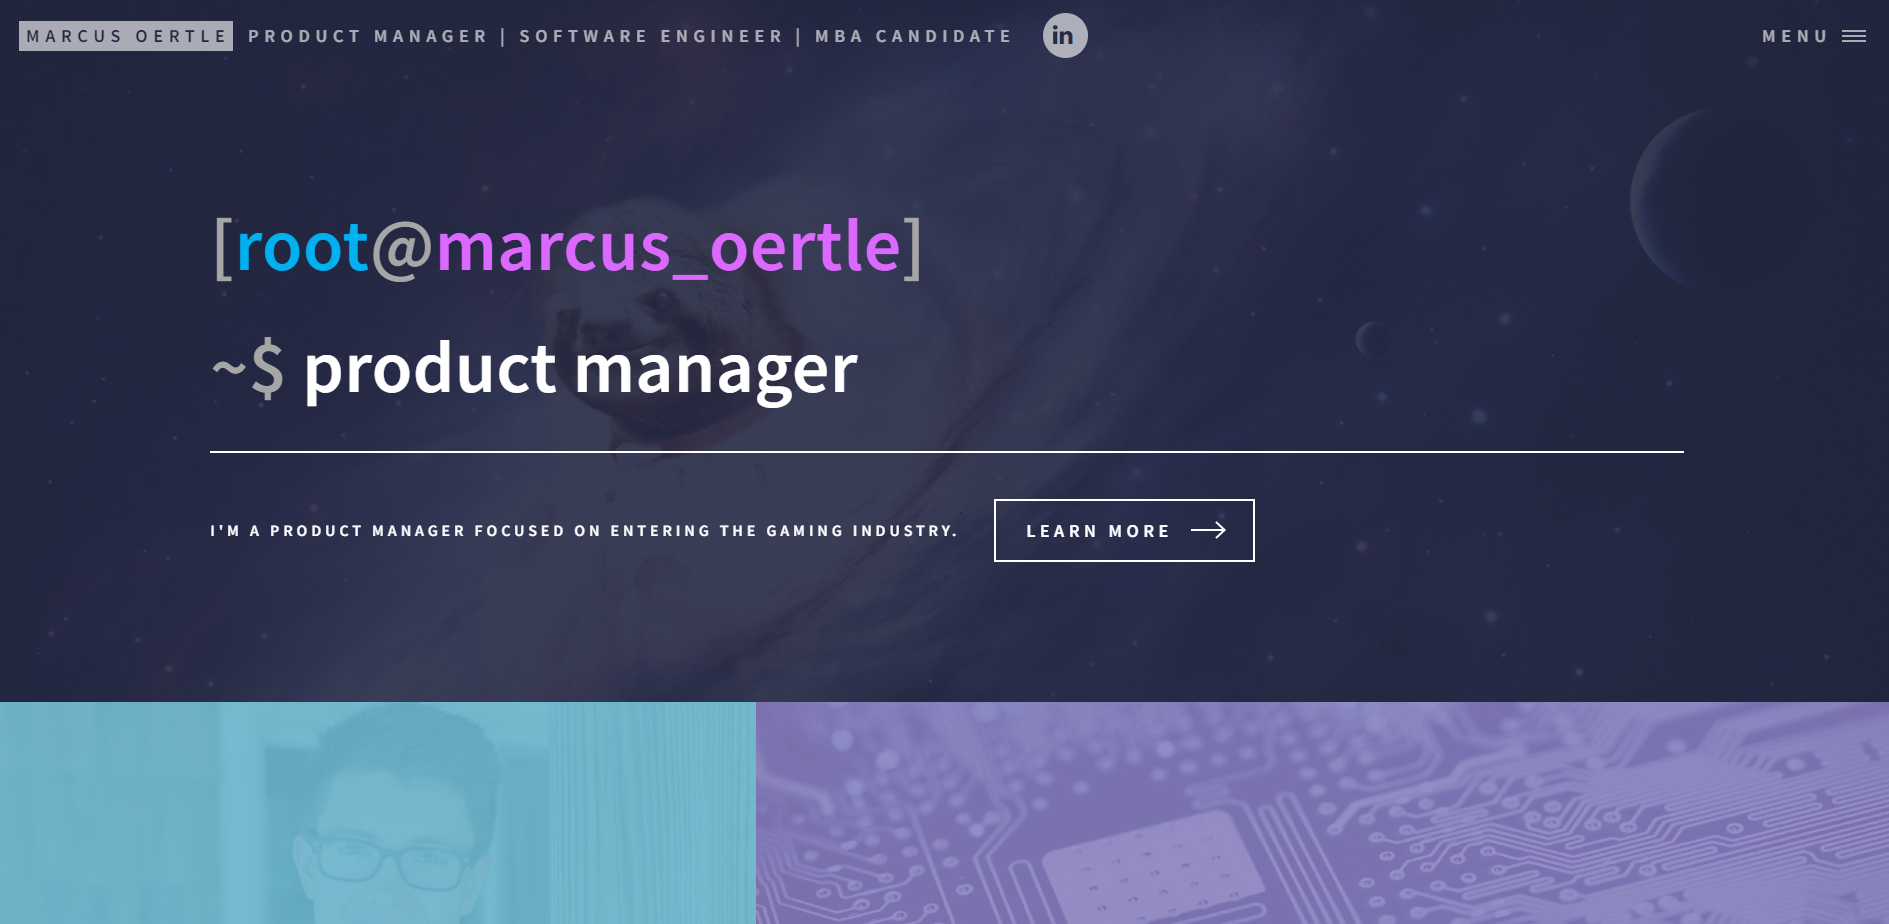 MARCUS OERTLE PRODUCT MANAGER | SOFTWARE ENGINEER | MBA CANDIDATE in MENU
[root@marcus_oertle]
~$ product manager
I'M A PRODUCT MANAGER FOCUSED ON ENTERING THE GAMING INDUSTRY. LEARN MORE